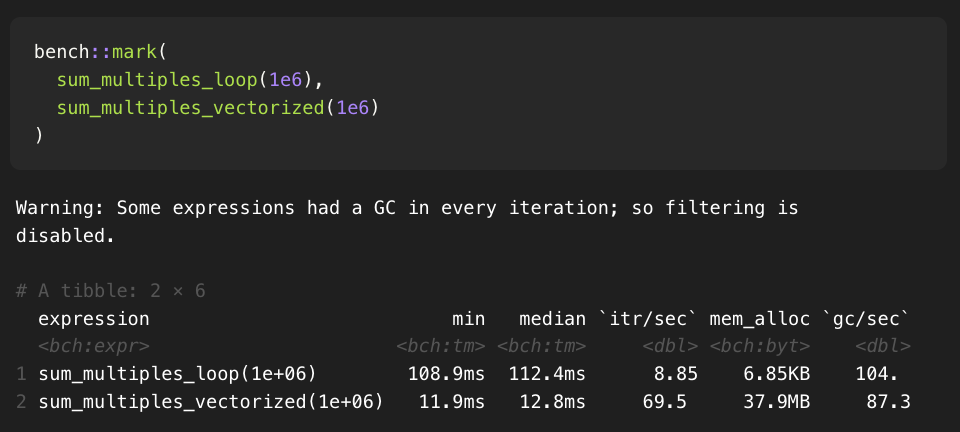 bench::mark(
  sum_multiples_loop(1e6),
  sum_multiples_vectorized(1e6)
)
Warning: Some expressions had a GC in every iteration; so filtering is
disabled.
# A tibble: 2 × 6
  expression                              min   median `itr/sec` mem_alloc `gc/sec`
  <bch:expr>                         <bch:tm> <bch:tm>     <dbl> <bch:byt>    <dbl>
1 sum_multiples_loop(1e+06)           108.9ms  112.4ms      8.85    6.85KB    104.
2 sum_multiples_vectorized(1e+06)      11.9ms   12.8ms     69.5     37.9MB     87.3